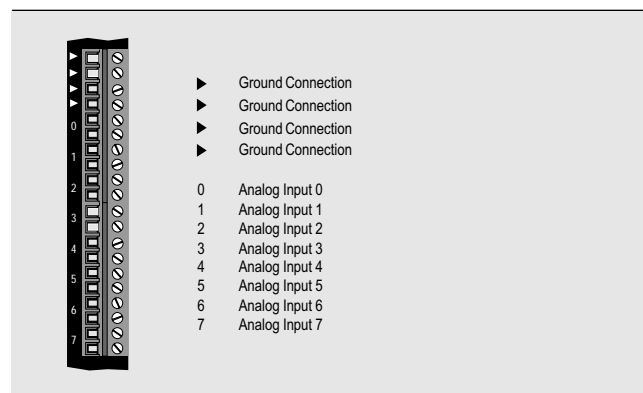 0
1
2
3
4
5
6
7
▶ Ground Connection
▶ Ground Connection
▶ Ground Connection
▶ Ground Connection
0 Analog Input 0
1 Analog Input 1
2 Analog Input 2
3 Analog Input 3
4 Analog Input 4
5 Analog Input 5
6 Analog Input 6
7 Analog Input 7